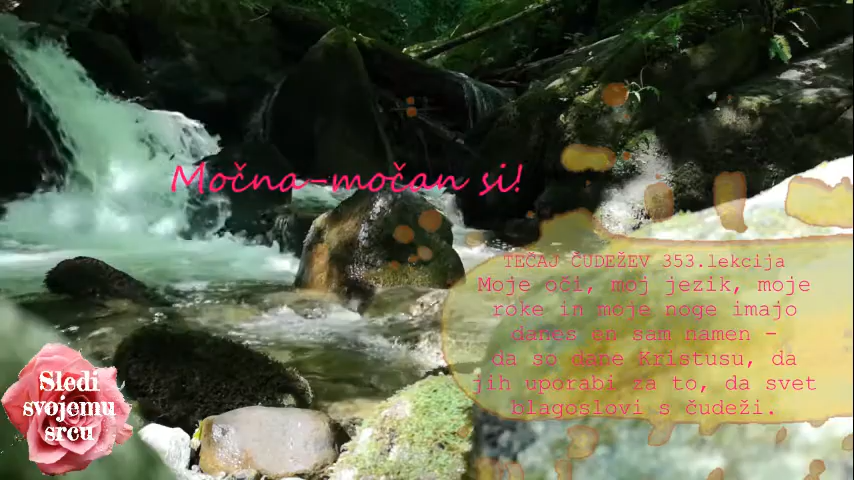 Močna-močan si!
TEČAJ ČUDEŽEV 353.lekcija
Moje oči, moj jezik, moje
roke in moje noge imajo
danes en sam namen -
da so dane Kristusu, da
jih uporabi za to, da svet
blagoslovi s čudeži.
Sledi
svojemu
srcu